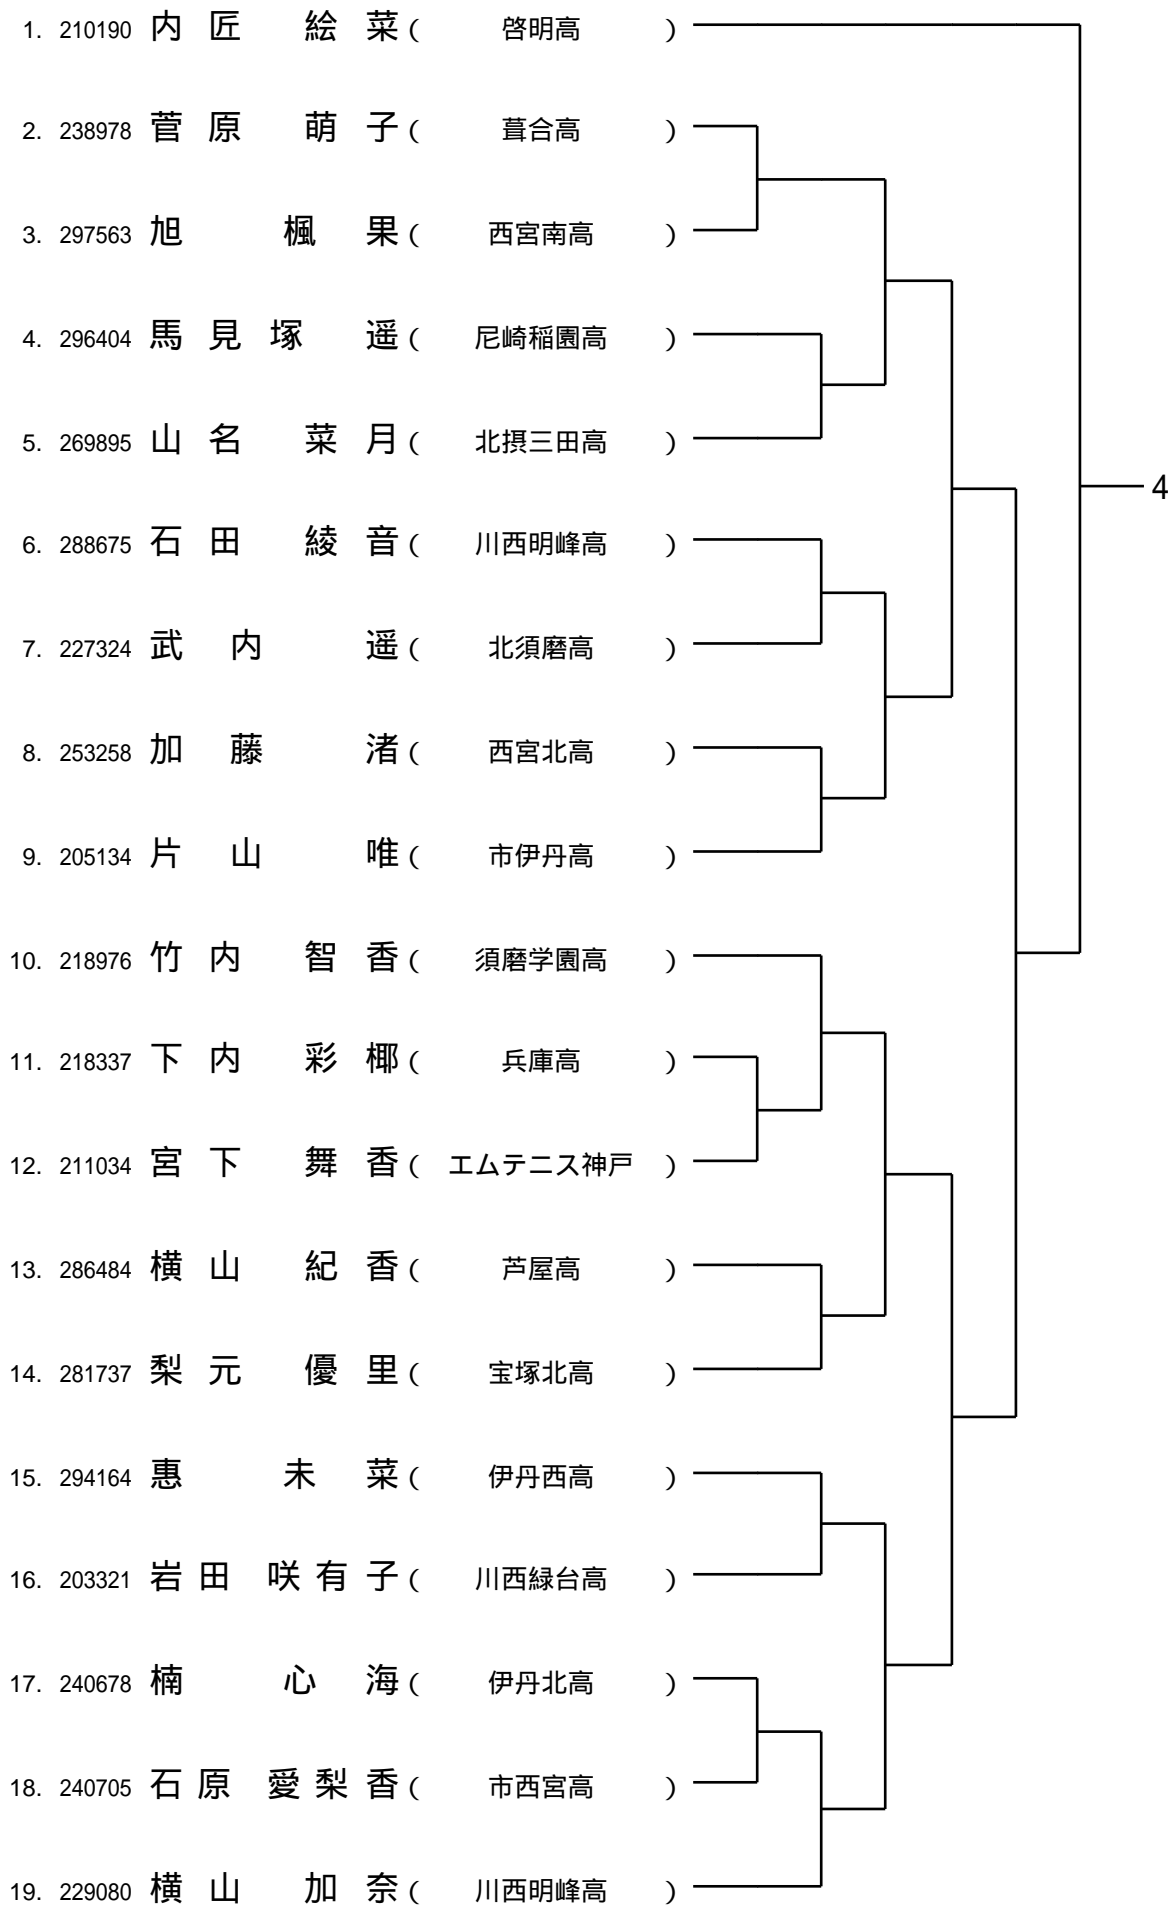 1. 210190 内匠 絵菜 ( 啓明高 )
2. 238978 菅原 萌子 ( 葺合高 )
3. 297563 旭 楓果 ( 西宮南高 )
4. 296404 馬見塚 遥 ( 尼崎稲園高 )
5. 269895 山名 菜月 ( 北摂三田高 )
4
6. 288675 石田 綾音 ( 川西明峰高 )
7. 227324 武内 遥 ( 北須磨高 )
8. 253258 加藤 渚 ( 西宮北高 )
9. 205134 片山 唯 ( 市伊丹高 )
10. 218976 竹内 智香 ( 須磨学園高 )
11. 218337 下内 彩椰 ( 兵庫高 )
12. 211034 宮下 舞香 ( エムテニス神戸 )
13. 286484 横山 紀香 ( 芦屋高 )
14. 281737 梨元 優里 ( 宝塚北高 )
15. 294164 惠 未菜 ( 伊丹西高 )
16. 203321 岩田 咲有子 ( 川西緑台高 )
17. 240678 楠 心海 ( 伊丹北高 )
18. 240705 石原 愛梨香 ( 市西宮高 )
19. 229080 横山 加奈 ( 川西明峰高 )